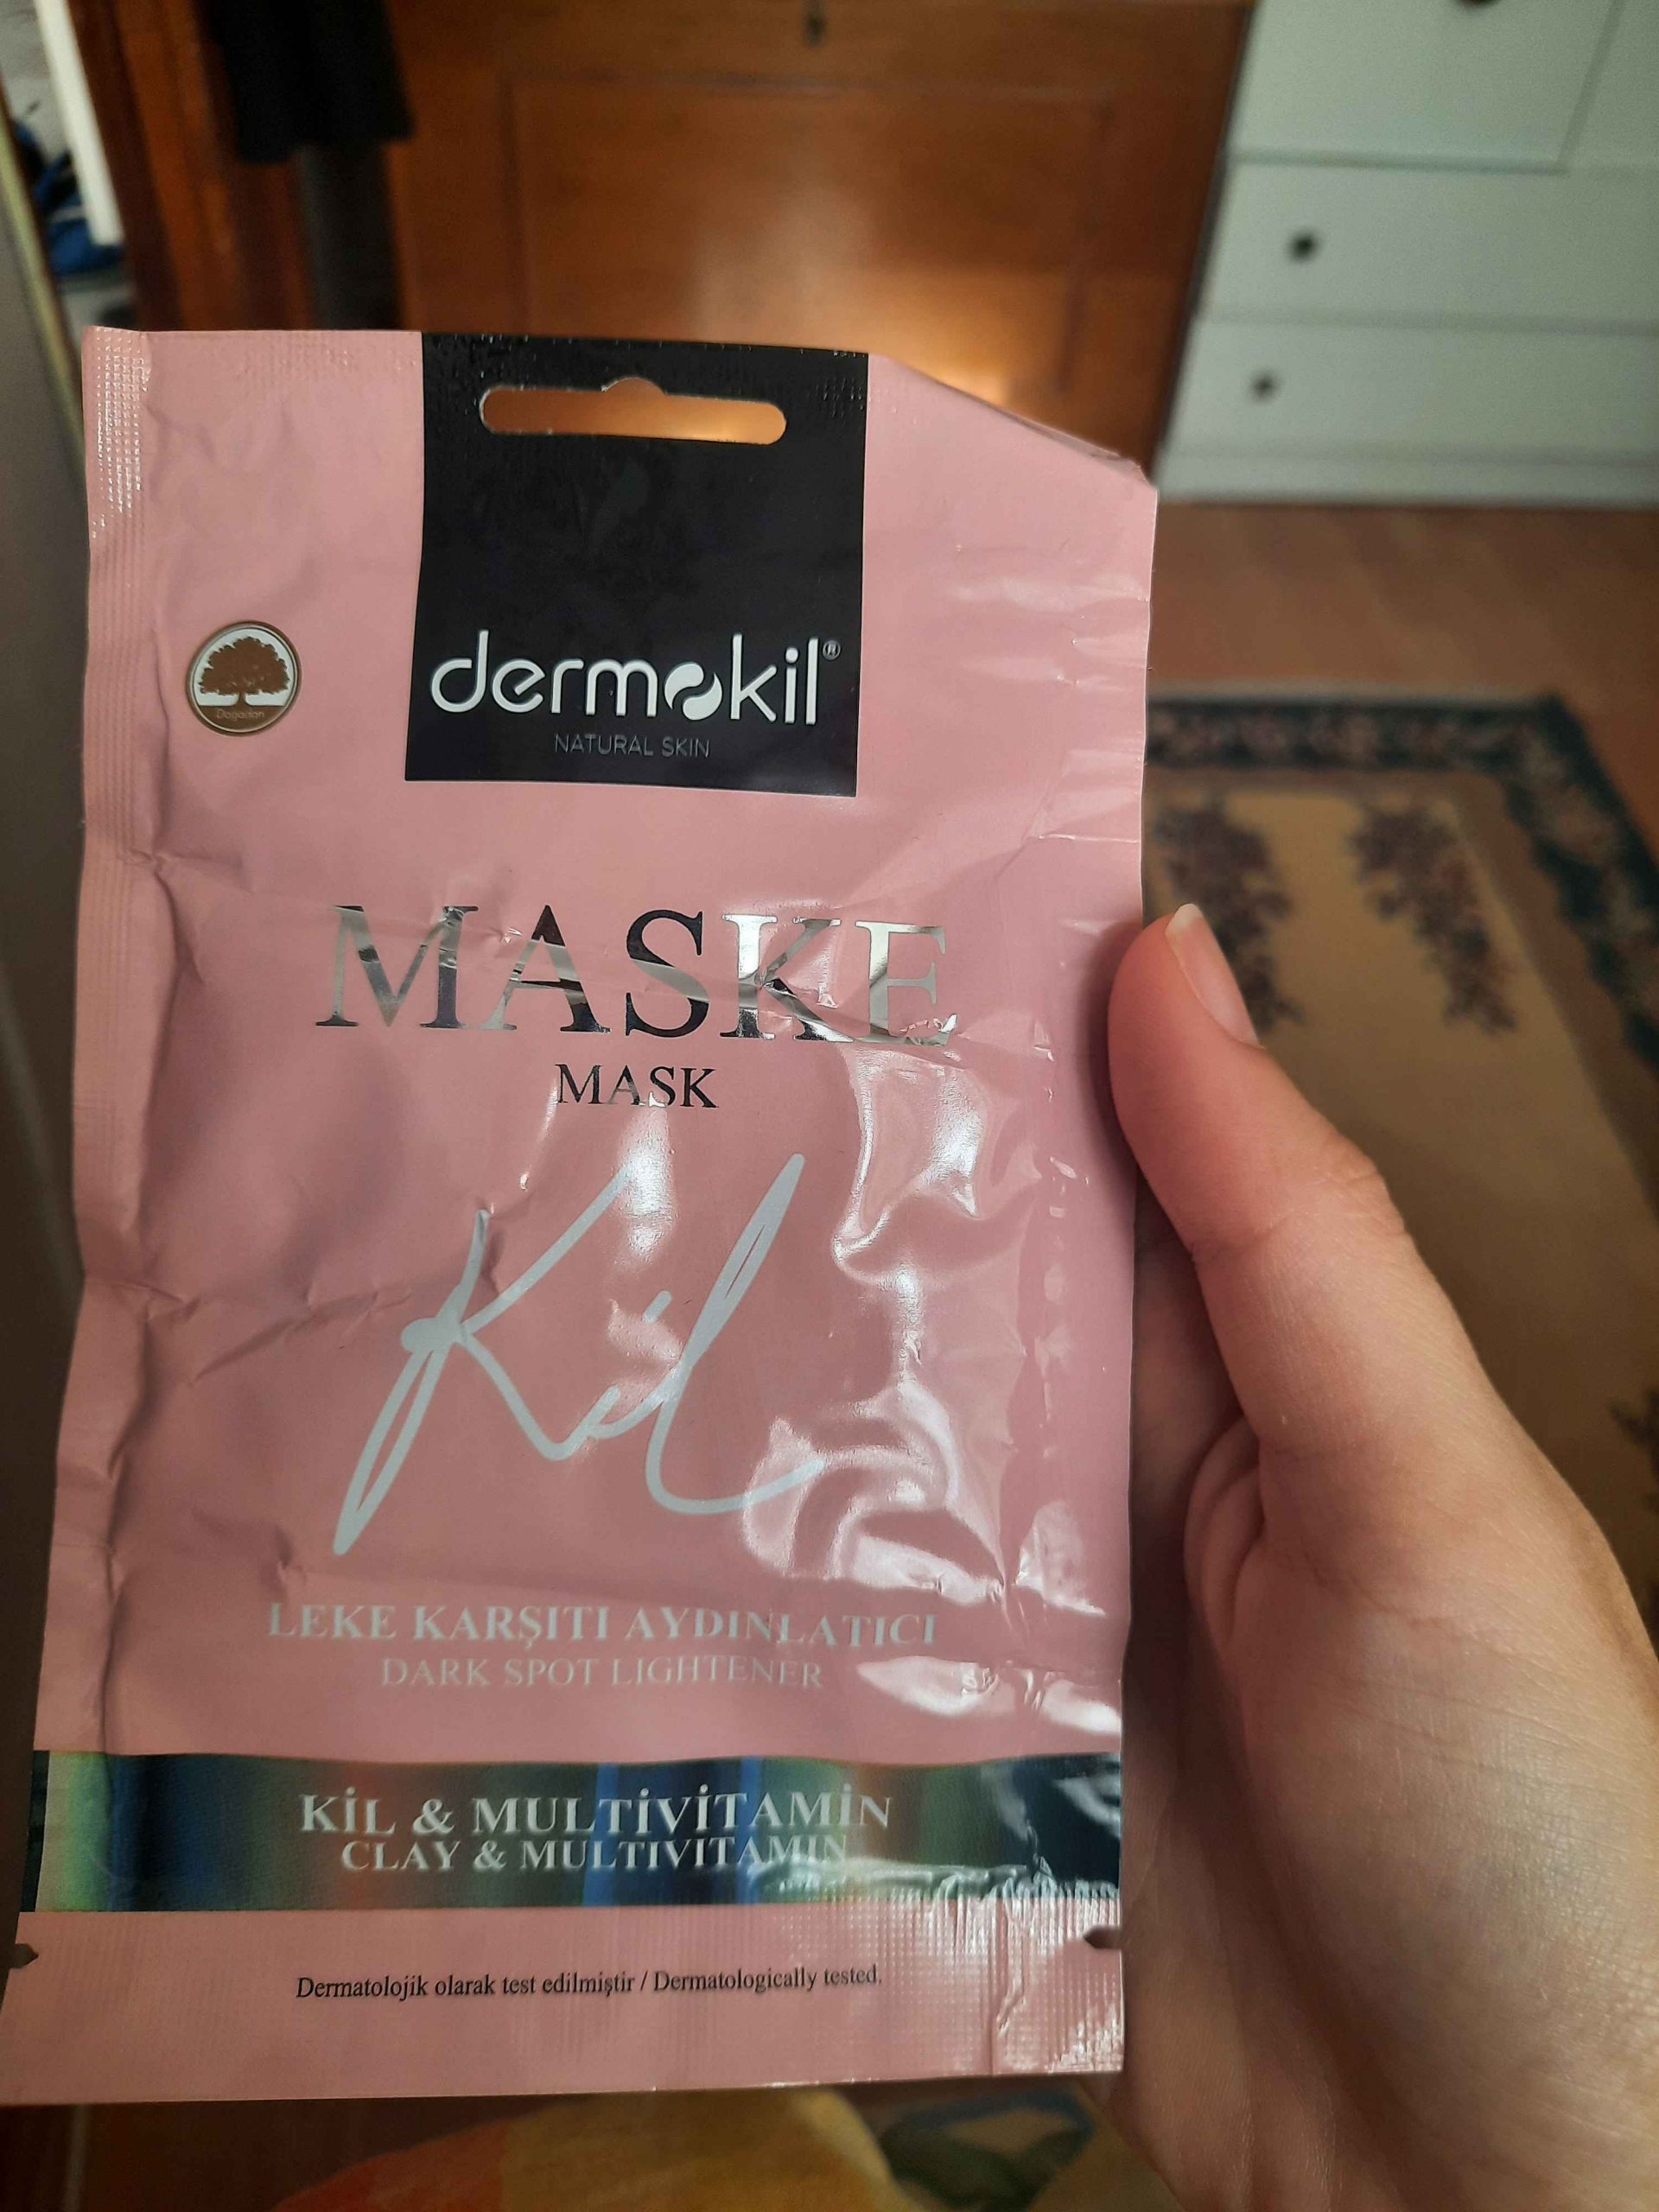 dermokil®
NATURAL SKIN
Doğadan
MASKE
MASK
Kil
LEKE KARŞITI AYDINLATICI
DARK SPOT LIGHTENER
KİL & MULTİVİTAMİN
CLAY & MULTIVITAMIN
Dermatolojik olarak test edilmiştir / Dermatologically tested.